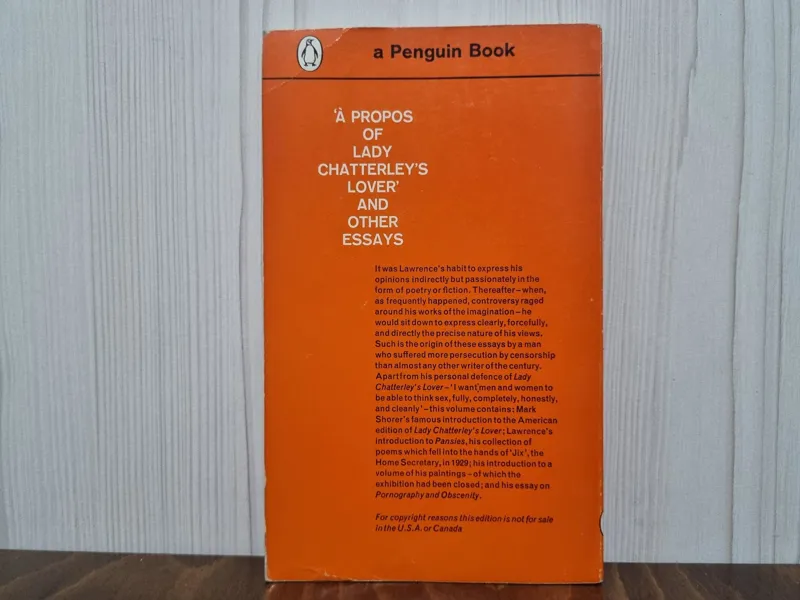 a Penguin Book
'À PROPOS
OF
LADY
CHATTERLEY'S
LOVER'
AND
OTHER
ESSAYS
It was Lawrence's habit to express his
opinions indirectly but passionately in the
form of poetry or fiction. Thereafter – when,
as frequently happened, controversy raged
around his works of the imagination – he
would sit down to express clearly, forcefully,
and directly the precise nature of his views.
Such is the origin of these essays by a man
who suffered more persecution by censorship
than almost any other writer of the century.
Apart from his personal defence of Lady
Chatterley's Lover – 'I want men and women to
be able to think sex, fully, completely, honestly,
and cleanly' – this volume contains: Mark
Shorer's famous introduction to the American
edition of Lady Chatterley's Lover; Lawrence's
introduction to Pansies, his collection of
poems which fell into the hands of 'Jix', the
Home Secretary, in 1929; his introduction to a
volume of his paintings – of which the
exhibition had been closed; and his essay on
Pornography and Obscenity.
For copyright reasons this edition is not for sale
in the U.S.A. or Canada